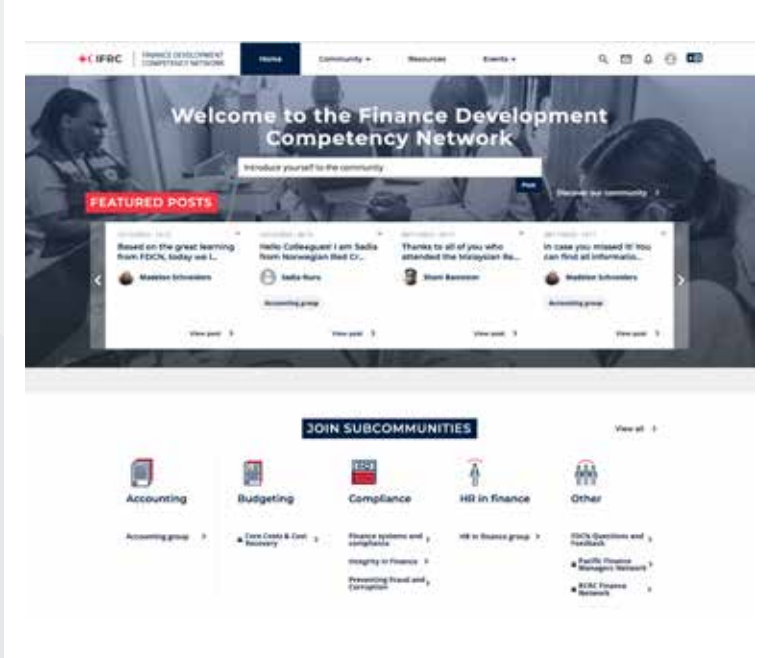 IFRC
FINANCE DEVELOPMENT
COMPETENCY NETWORK
Home
Community
Resources
Events
Welcome to the Finance Development
Competency Network
Introduce yourself to the community
Post
Discover our community
FEATURED POSTS
Based on the great learning
from FDCN, today we l...
Madelon Schneiders
Hello Colleagues! I am Sadia
from Norwegian Red Cr...
Sadia Nuru
Accounting group
Thanks to all of you who
attended the Malaysian Re...
In case you missed it! You
can find all informatio...
Madelon Schneiders
Accounting group
View post
View post
View post
View post
JOIN SUBCOMMUNITIES
View all
Accounting
Budgeting
Compliance
HR in finance
Other
Accounting group
Core Costs & Cost
Recovery
Finance systems and
compliance
Integrity in Finance
Preventing Fraud and
Corruption
HR in finance group
FDCN Questions and
Feedback
Pacific Finance
Managers Network
RCRC Finance
Network